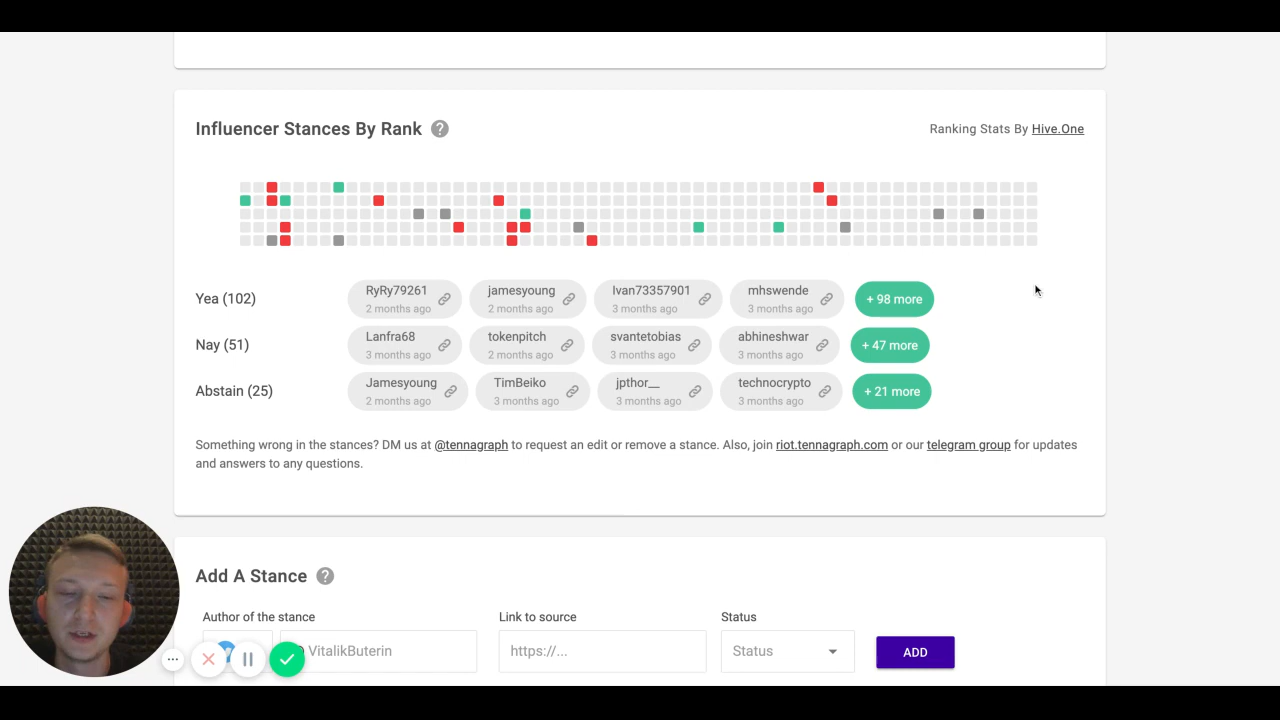 Influencer Stances By Rank ?
Ranking Stats By Hive.One
Yea (102)
RyRy79261
2 months ago
jamesyoung
2 months ago
Ivan73357901
3 months ago
mhswende
3 months ago
+ 98 more
Nay (51)
Lanfra68
3 months ago
tokenpitch
2 months ago
svantetobias
3 months ago
abhineshwar
3 months ago
+ 47 more
Abstain (25)
Jamesyoung
2 months ago
TimBeiko
3 months ago
jpthor__
3 months ago
technocrypto
3 months ago
+ 21 more
Something wrong in the stances? DM us at @tennagraph to request an edit or remove a stance. Also, join riot.tennagraph.com or our telegram group for updates
and answers to any questions.
Add A Stance ?
Author of the stance
Link to source
Status
VitalikButerin
https://...
Status
ADD